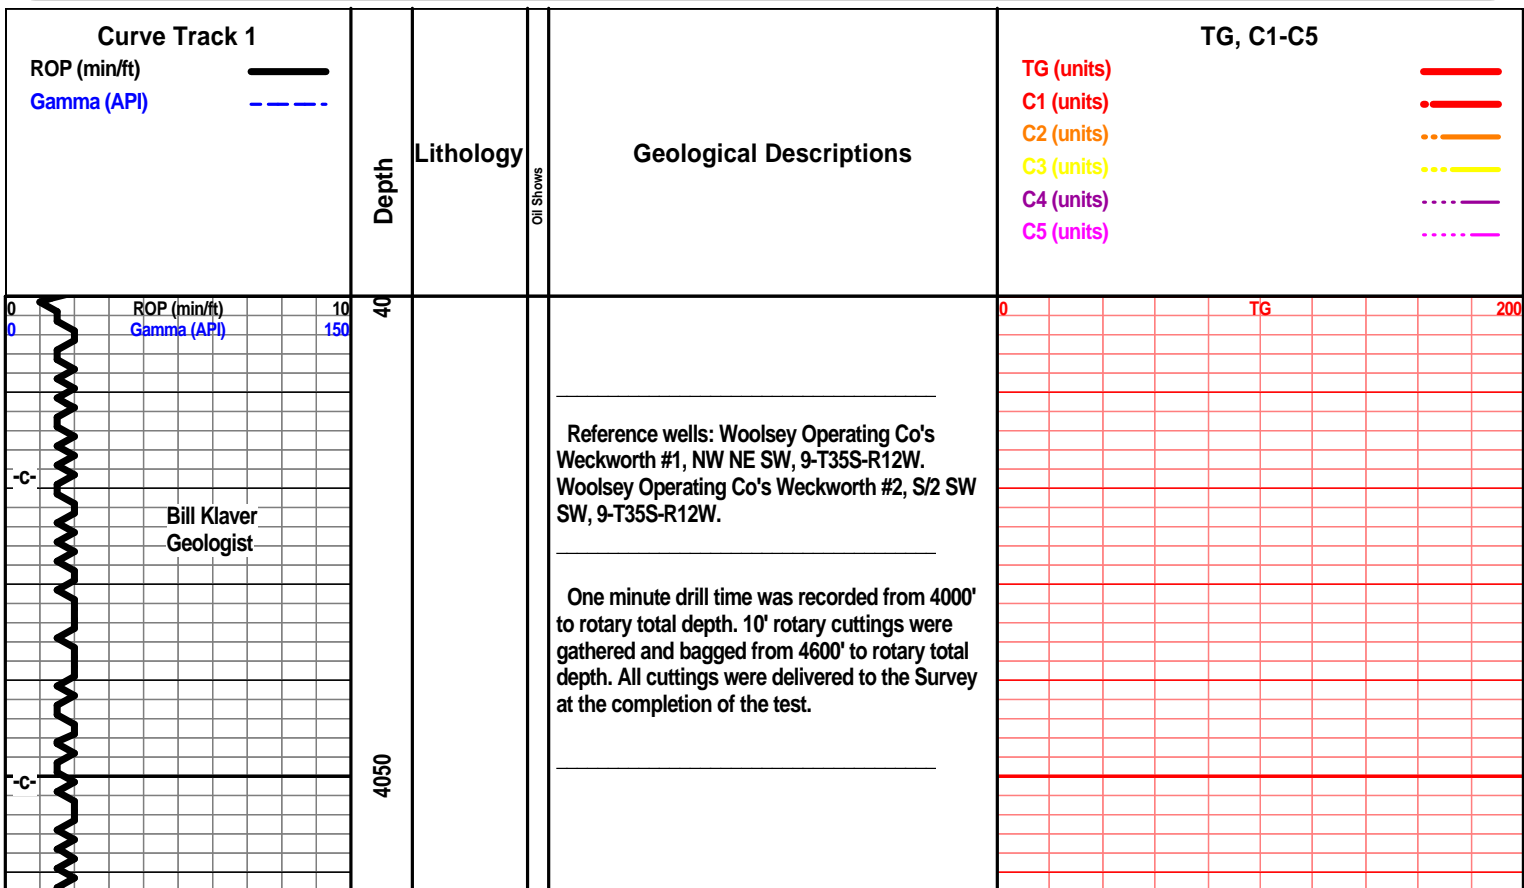 Curve Track 1
ROP (min/ft)
Gamma (API)
Depth
Lithology
Oil Shows
Geological Descriptions
TG, C1-C5
TG (units)
C1 (units)
C2 (units)
C3 (units)
C4 (units)
C5 (units)
0 ROP (min/ft) 10
0 Gamma (API) 150
40
0 TG 200
Reference wells: Woolsey Operating Co's
Weckworth #1, NW NE SW, 9-T35S-R12W.
Woolsey Operating Co's Weckworth #2, S/2 SW
SW, 9-T35S-R12W.
-c-
Bill Klaver
Geologist
One minute drill time was recorded from 4000'
to rotary total depth. 10' rotary cuttings were
gathered and bagged from 4600' to rotary total
depth. All cuttings were delivered to the Survey
at the completion of the test.
-c-
4050